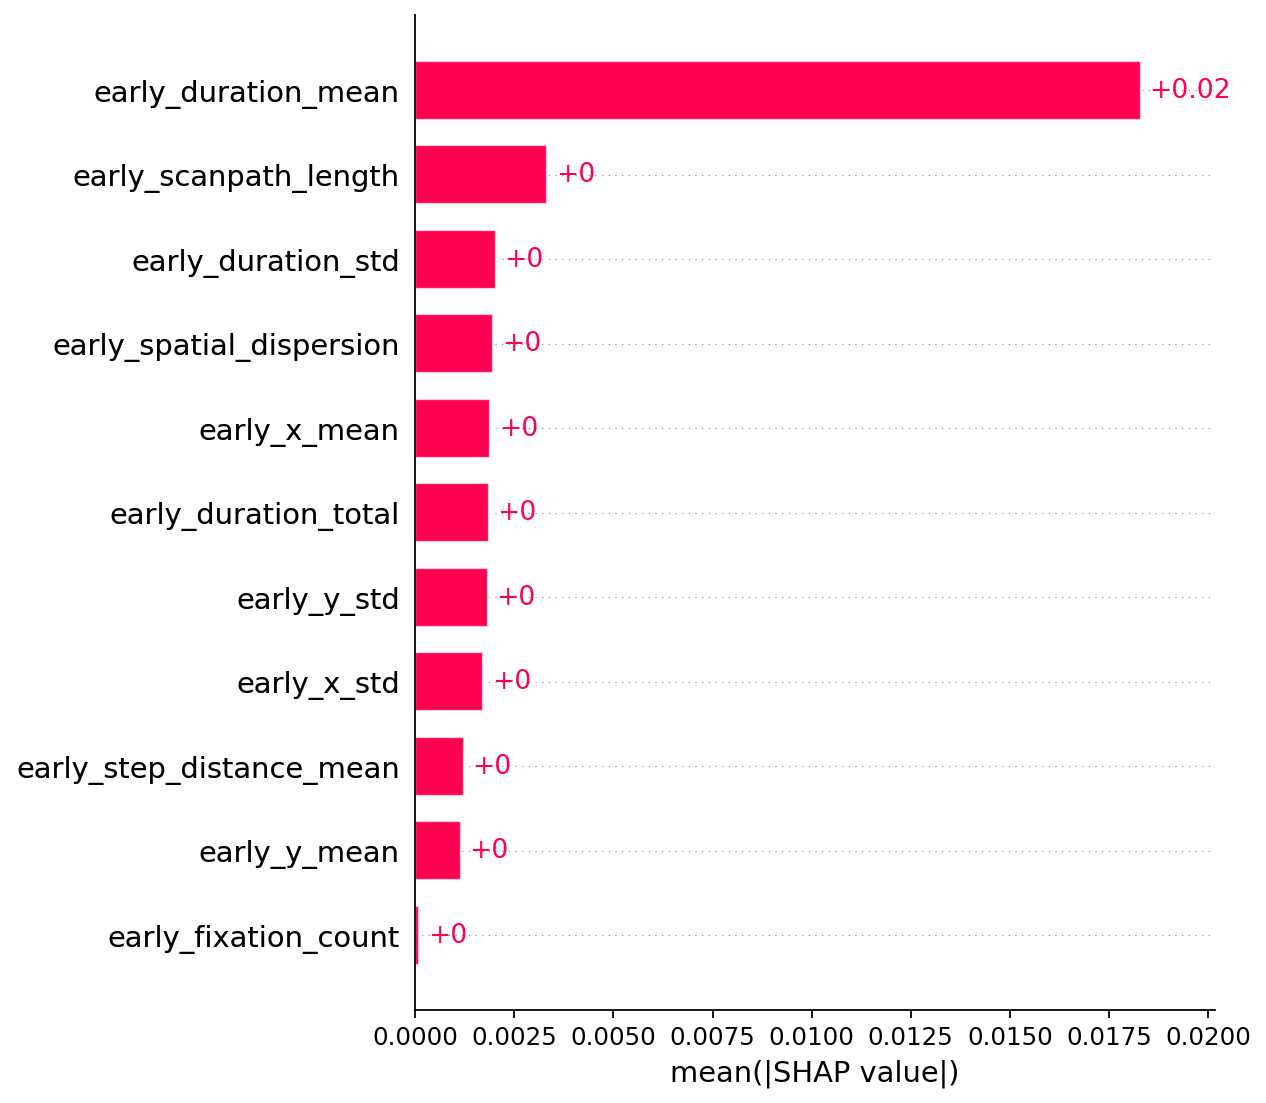 early_duration_mean +0.02
early_scanpath_length +0
early_duration_std +0
early_spatial_dispersion +0
early_x_mean +0
early_duration_total +0
early_y_std +0
early_x_std +0
early_step_distance_mean +0
early_y_mean +0
early_fixation_count +0
0.0000 0.0025 0.0050 0.0075 0.0100 0.0125 0.0150 0.0175 0.0200
mean(|SHAP value|)